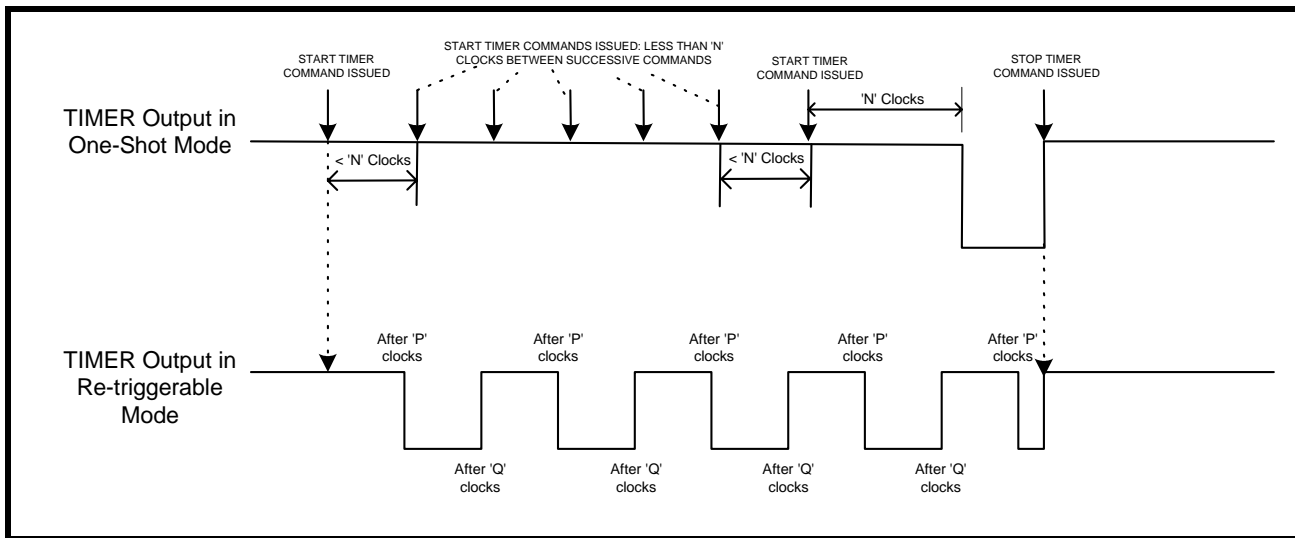 START TIMER
COMMAND ISSUED
START TIMER COMMANDS ISSUED: LESS THAN 'N'
CLOCKS BETWEEN SUCCESSIVE COMMANDS
START TIMER
COMMAND ISSUED
STOP TIMER
COMMAND ISSUED
'N' Clocks
TIMER Output in
One-Shot Mode
< 'N' Clocks
< 'N' Clocks
TIMER Output in
Re-triggerable
Mode
After 'P'
clocks
After 'P'
clocks
After 'P'
clocks
After 'P'
clocks
After 'P'
clocks
After 'Q'
clocks
After 'Q'
clocks
After 'Q'
clocks
After 'Q'
clocks